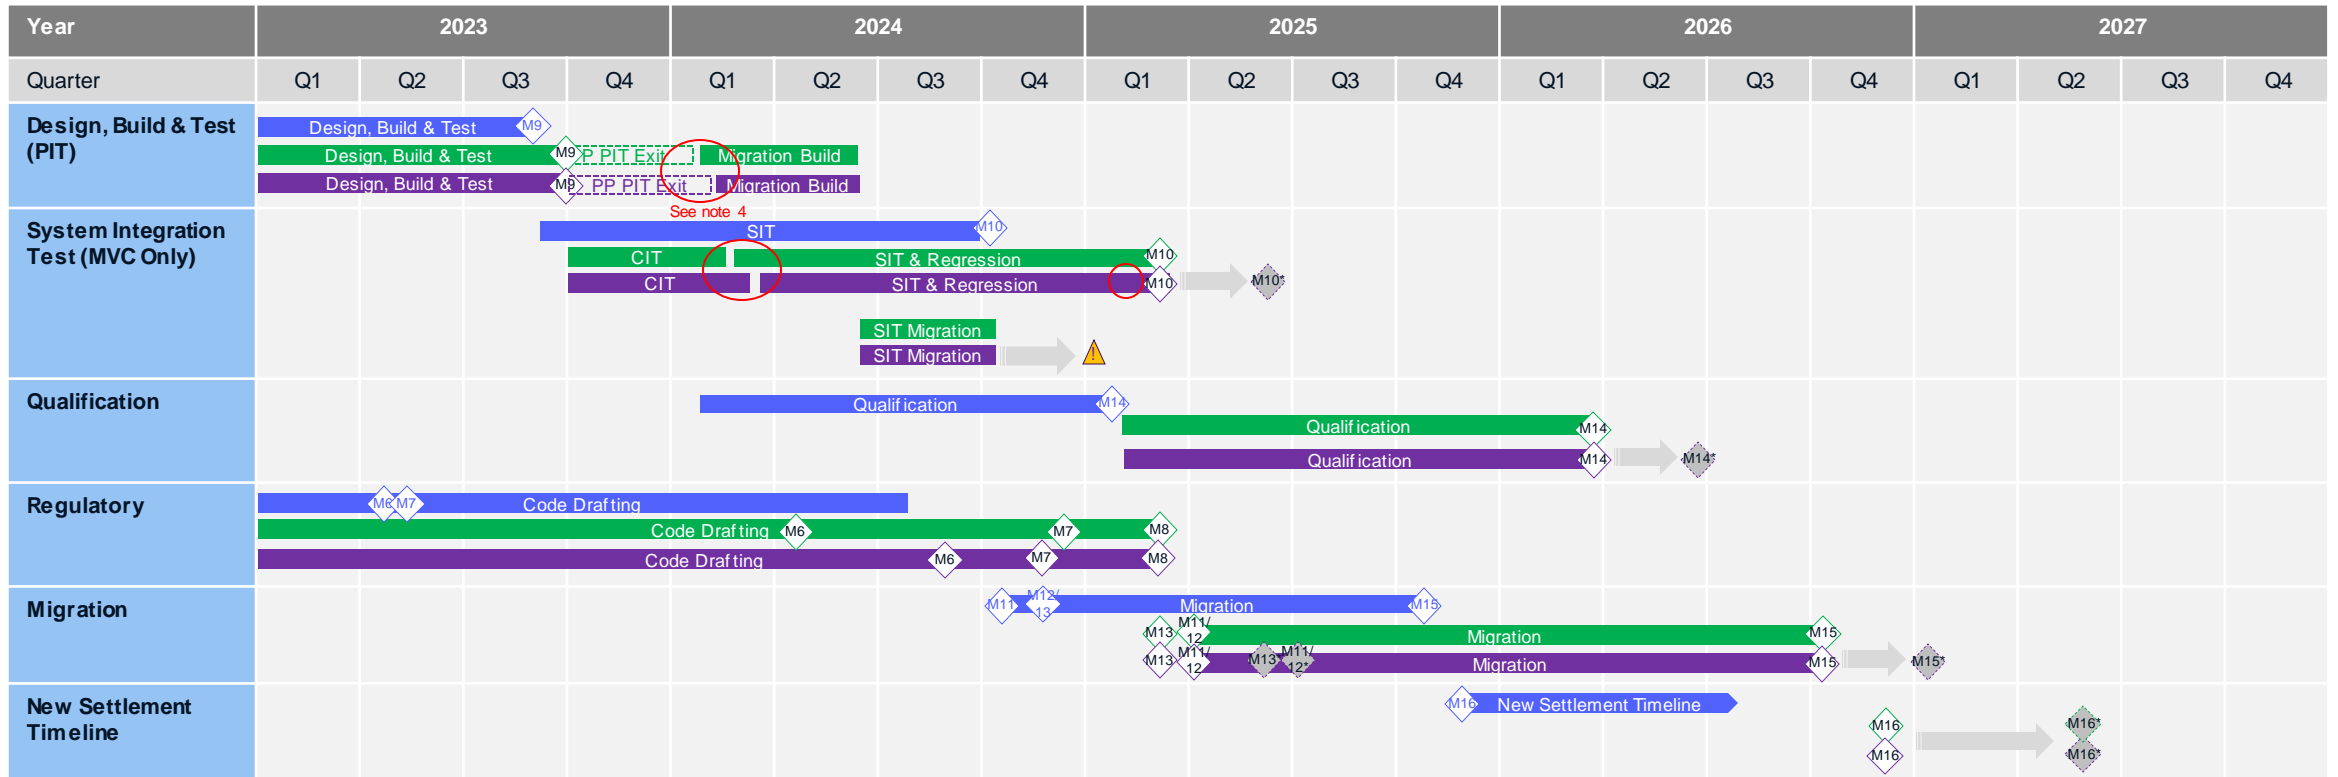 Year 2023 2024 2025 2026 2027
Quarter Q1 Q2 Q3 Q4 Q1 Q2 Q3 Q4 Q1 Q2 Q3 Q4 Q1 Q2 Q3 Q4 Q1 Q2 Q3 Q4
Design, Build & Test
(PIT)
Design, Build & Test M9
Design, Build & Test M9 P PIT Exit Migration Build
Design, Build & Test M9 PP PIT Exit Migration Build
See note 4
System Integration
Test (MVC Only)
SIT M10
CIT SIT & Regression M10
CIT SIT & Regression M10 M10*
SIT Migration
SIT Migration !
Qualification
Qualification M14
Qualification M14
Qualification M14 M14*
Regulatory
M6 M7 Code Drafting
Code Drafting M6 M7 M8
Code Drafting M6 M7 M8
Migration
M11 M12/
13 Migration M15
M13 M11/
12 Migration M15
M13 M11/
12 M13 M11/
12* Migration M15 M15*
New Settlement
Timeline
M16 New Settlement Timeline
M16 M16*
M16 M16*